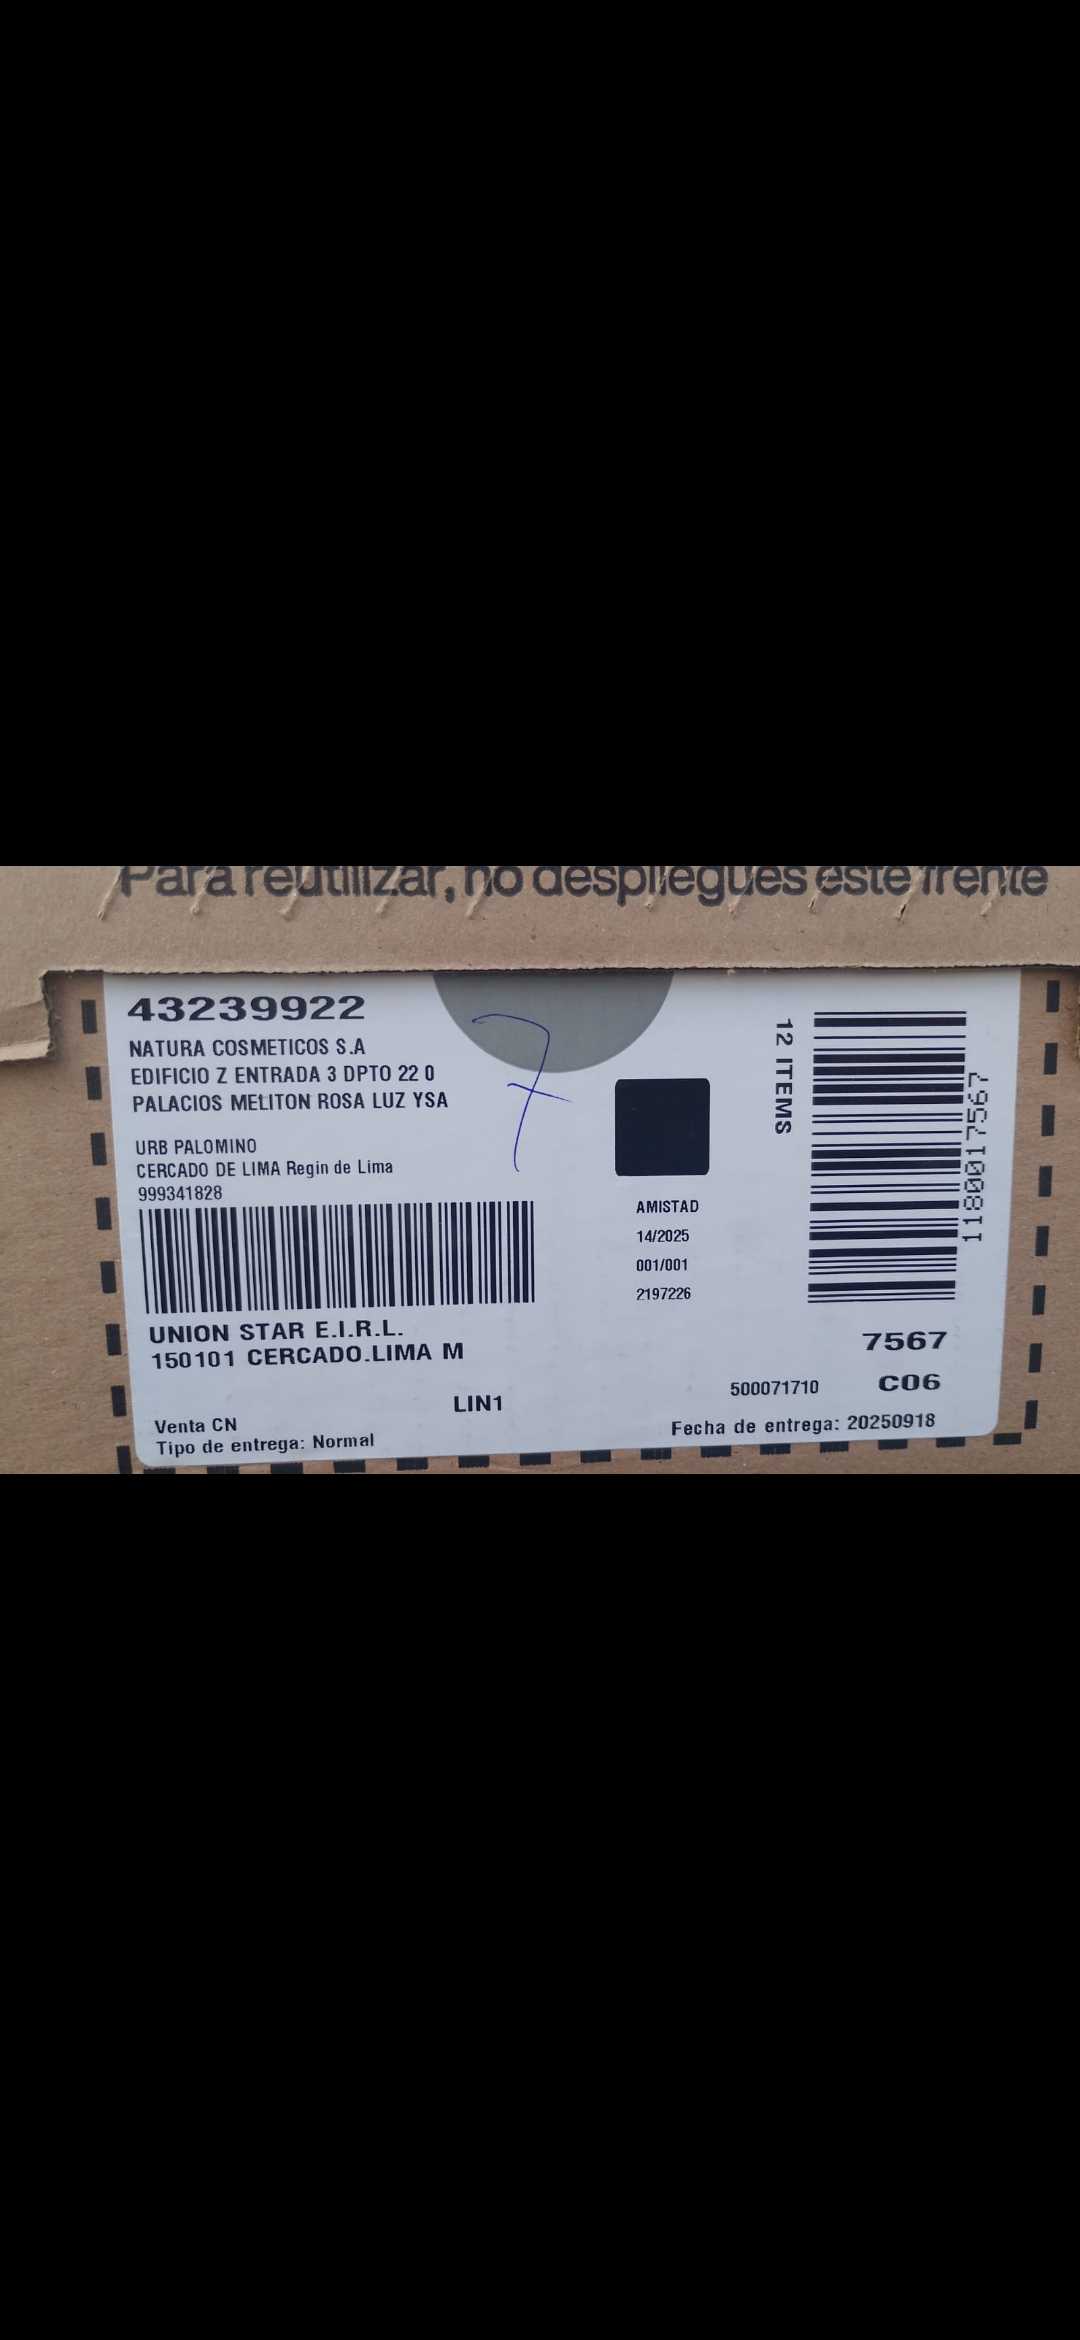 Para reutilizar, no despliegues este frente
43239922
NATURA COSMETICOS S.A
EDIFICIO Z ENTRADA 3 DPTO 22 0
PALACIOS MELITON ROSA LUZ YSA
URB PALOMINO
CERCADO DE LIMA Regin de Lima
999341828
UNION STAR E.I.R.L.
150101 CERCADO.LIMA M
LIN1
Venta CN
Tipo de entrega: Normal
7
AMISTAD
14/2025
001/001
2197226
12 ITEMS
1180017567
7567
500071710 C06
Fecha de entrega: 20250918